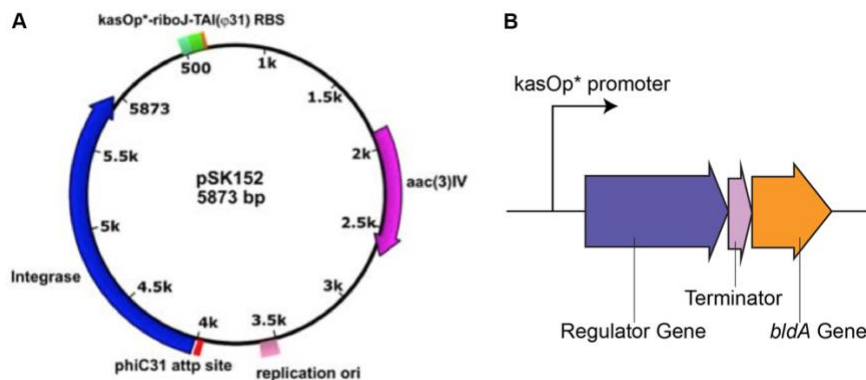 A
kasOp*-riboJ-TAI(φ31) RBS
500
1k
1.5k
2k
aac(3)IV
2.5k
3k
3.5k
replication ori
4k
phiC31 attp site
4.5k
Integrase
5k
5.5k
5873
pSK152
5873 bp
B
kasOp* promoter
Terminator
Regulator Gene
bldA Gene